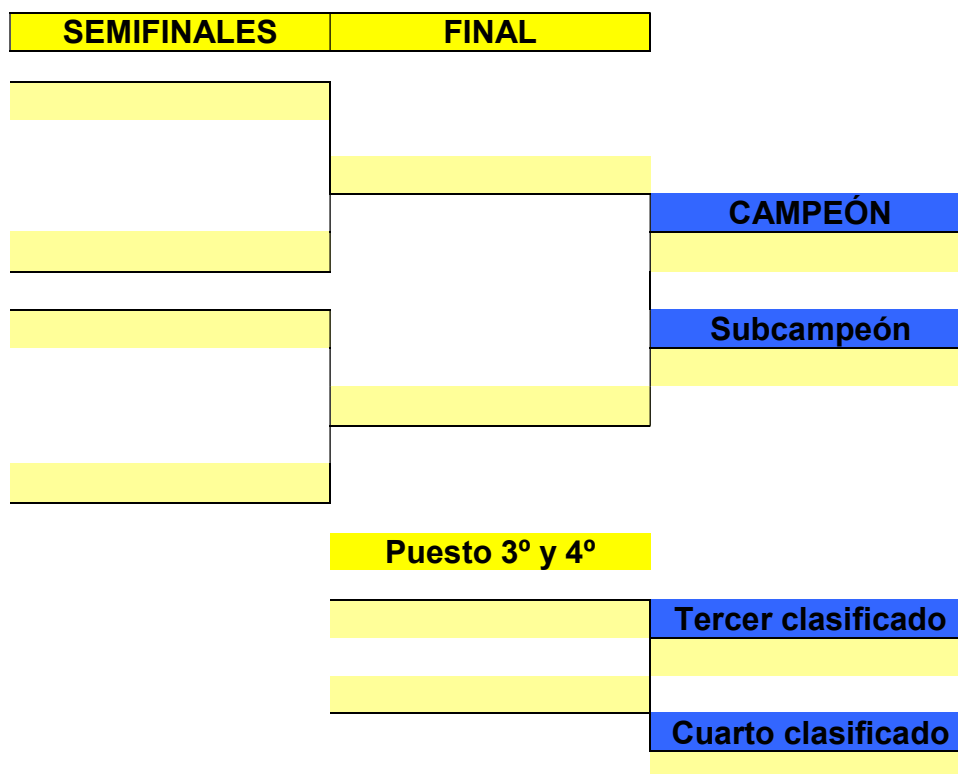 SEMIFINALES FINAL
CAMPEÓN
Subcampeón
Puesto 3º y 4º
Tercer clasificado
Cuarto clasificado